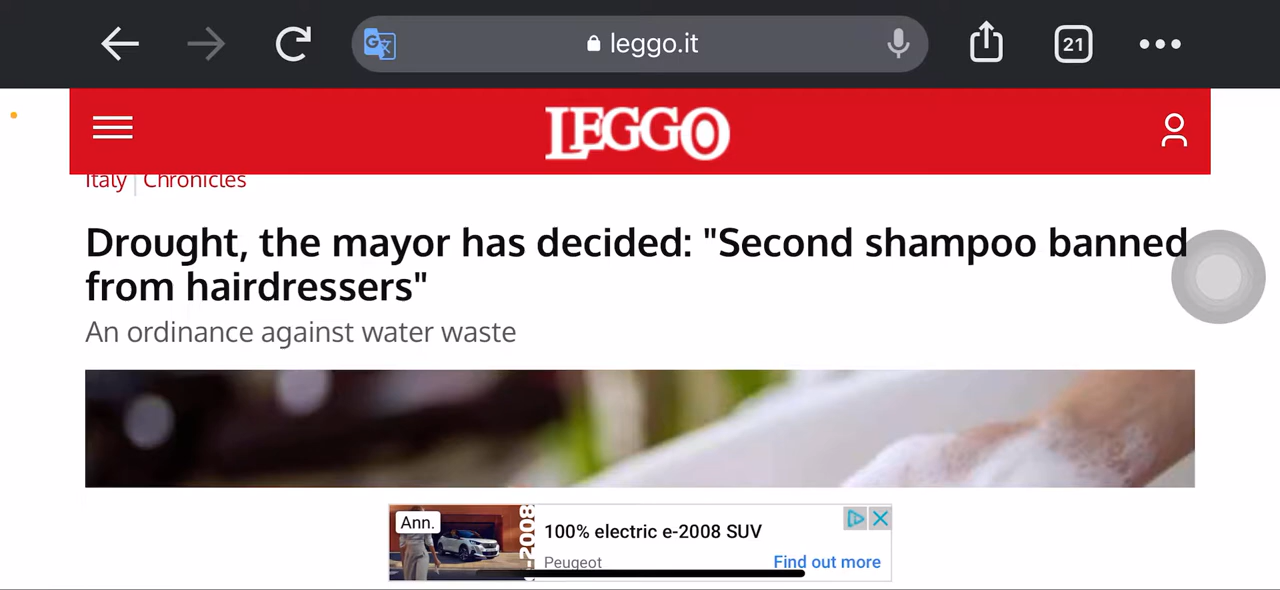 leggo.it
21
LEGGO
Italy | Chronicles
Drought, the mayor has decided: "Second shampoo banned
from hairdressers"
An ordinance against water waste
Ann.
e-2008
100% electric e-2008 SUV
Peugeot
Find out more